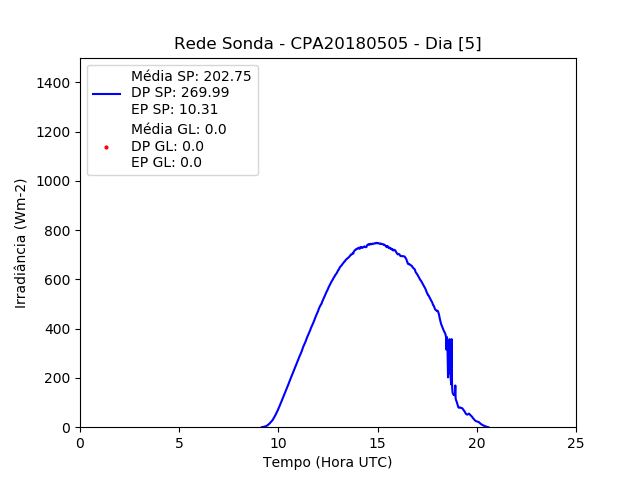 Rede Sonda - CPA20180505 - Dia [5]
Média SP: 202.75
DP SP: 269.99
EP SP: 10.31
Média GL: 0.0
DP GL: 0.0
EP GL: 0.0
Irradiância (Wm-2)
1400
1200
1000
800
600
400
200
0
0 5 10 15 20 25
Tempo (Hora UTC)